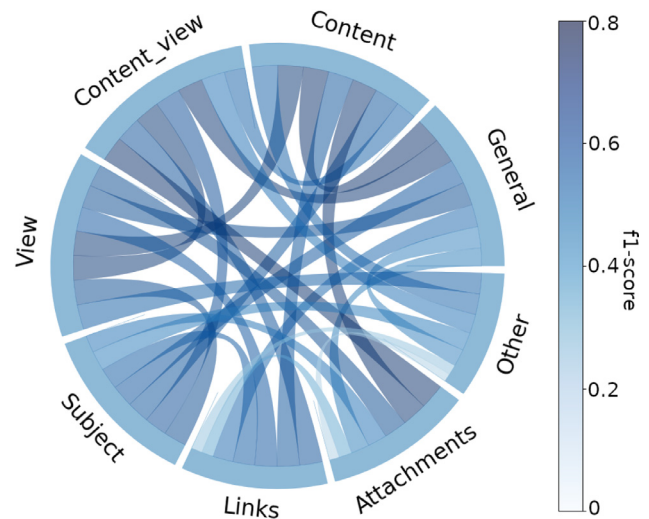 Content_view
Content
General
Other
Attachments
Links
Subject
View
0.8
0.6
0.4
0.2
0
f1-score